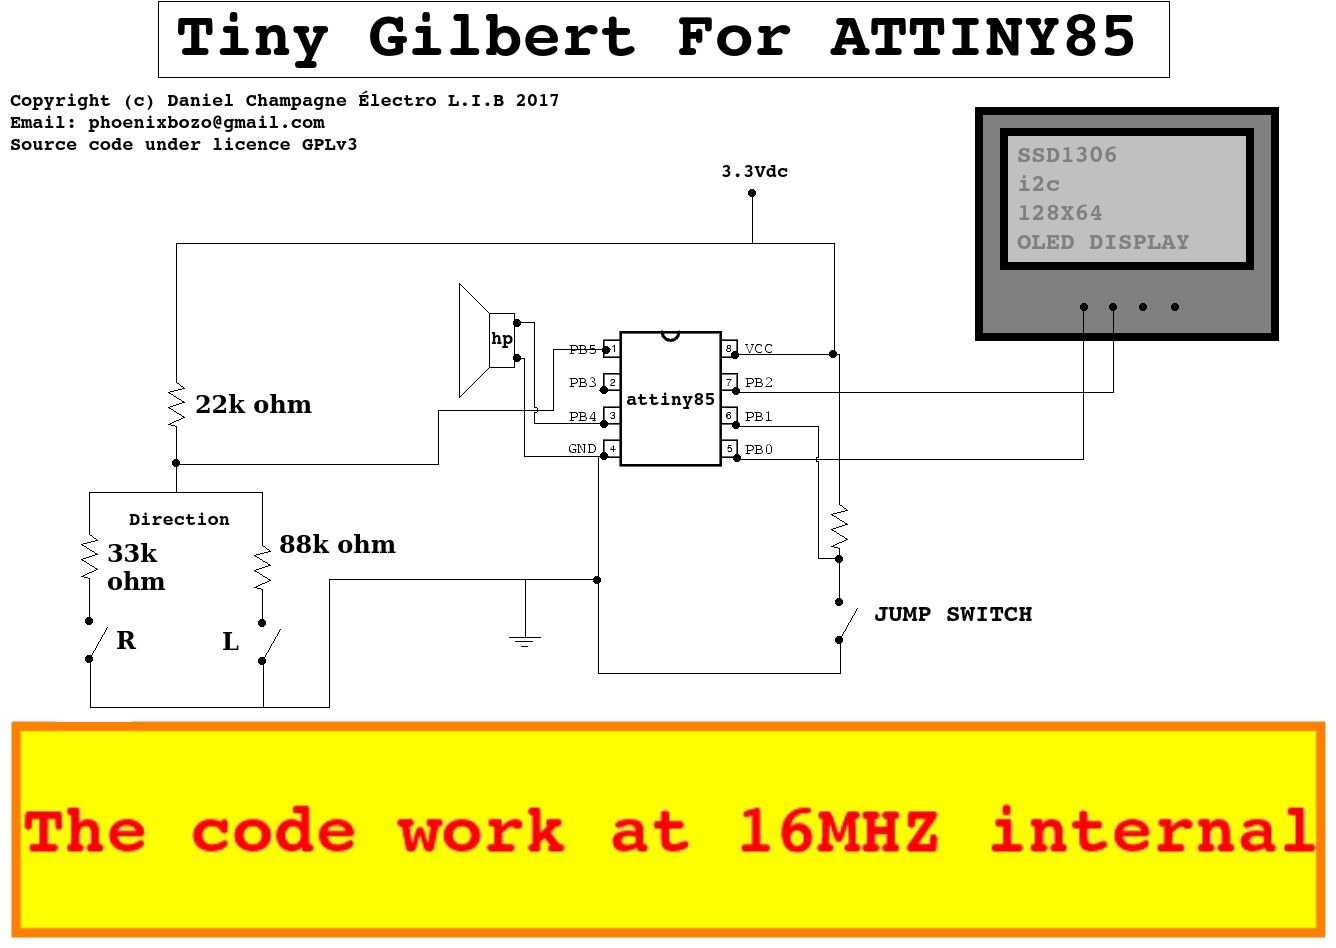 Tiny Gilbert For ATTINY85
Copyright (c) Daniel Champagne Électro L.I.B 2017
Email: phoenixbozo@gmail.com
Source code under licence GPLv3
3.3Vdc
SSD1306
i2c
128X64
OLED DISPLAY
hp
PB5
1
8
VCC
PB3
2
7
PB2
attiny85
PB4
3
6
PB1
GND
4
5
PB0
22k ohm
Direction
33k
ohm
88k ohm
R
L
JUMP SWITCH
The code work at 16MHZ internal